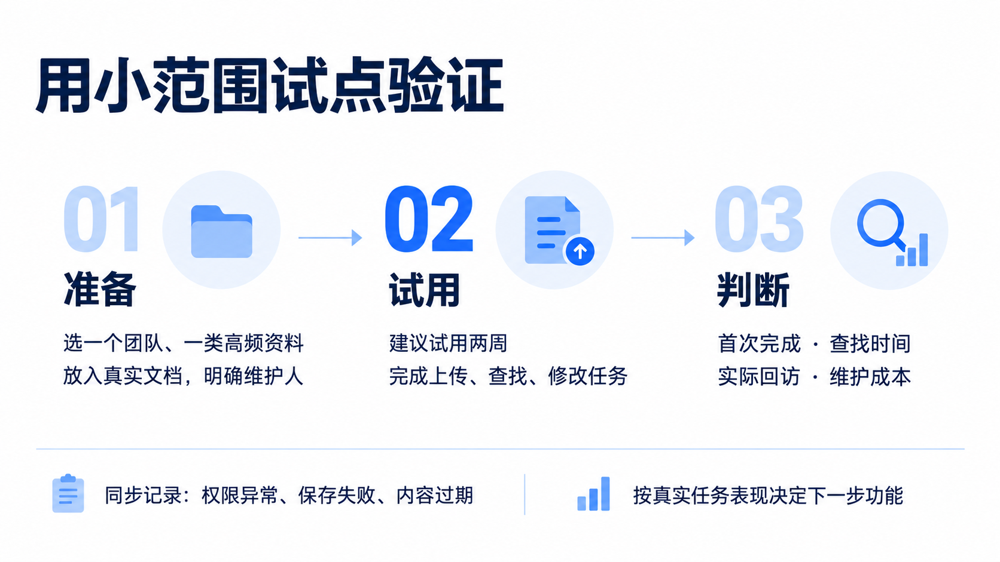 用小范围试点验证
01
准备
选一个团队、一类高频资料
放入真实文档，明确维护人
02
试用
建议试用两周
完成上传、查找、修改任务
03
判断
首次完成 · 查找时间
实际回访 · 维护成本
同步记录：权限异常、保存失败、内容过期
按真实任务表现决定下一步功能